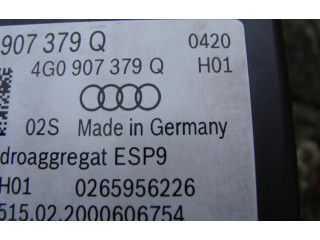 907 379 Q 0420
4G0 907 379 Q H01
02S Made in Germany
droaggregat ESP9
H01 0265956226
515.02.2000606754